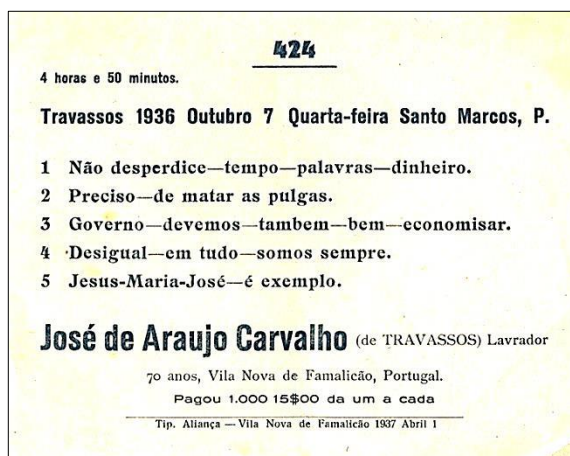 424
4 horas e 50 minutos.
Travassos 1936 Outubro 7 Quarta-feira Santo Marcos, P.
1 Não desperdice—tempo—palavras—dinheiro.
2 Preciso—de matar as pulgas.
3 Governo—devemos—tambem—bem—economisar.
4 Desigual—em tudo—somos sempre.
5 Jesus-Maria-José—é exemplo.
José de Araujo Carvalho (de TRAVASSOS) Lavrador
70 anos, Vila Nova de Famalicão, Portugal.
Pagou 1.000 15$00 da um a cada
Tip. Aliança — Vila Nova de Famalicão 1937 Abril 1